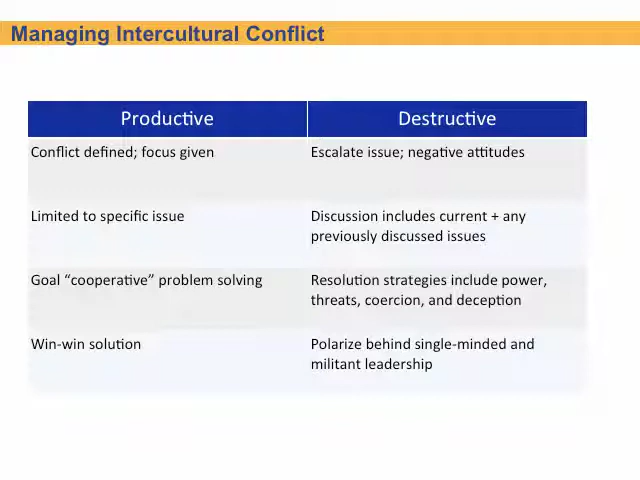 Managing Intercultural Conflict
Productive
Destructive
Conflict defined; focus given
Escalate issue; negative attitudes
Limited to specific issue
Discussion includes current + any
previously discussed issues
Goal “cooperative” problem solving
Resolution strategies include power,
threats, coercion, and deception
Win-win solution
Polarize behind single-minded and
militant leadership